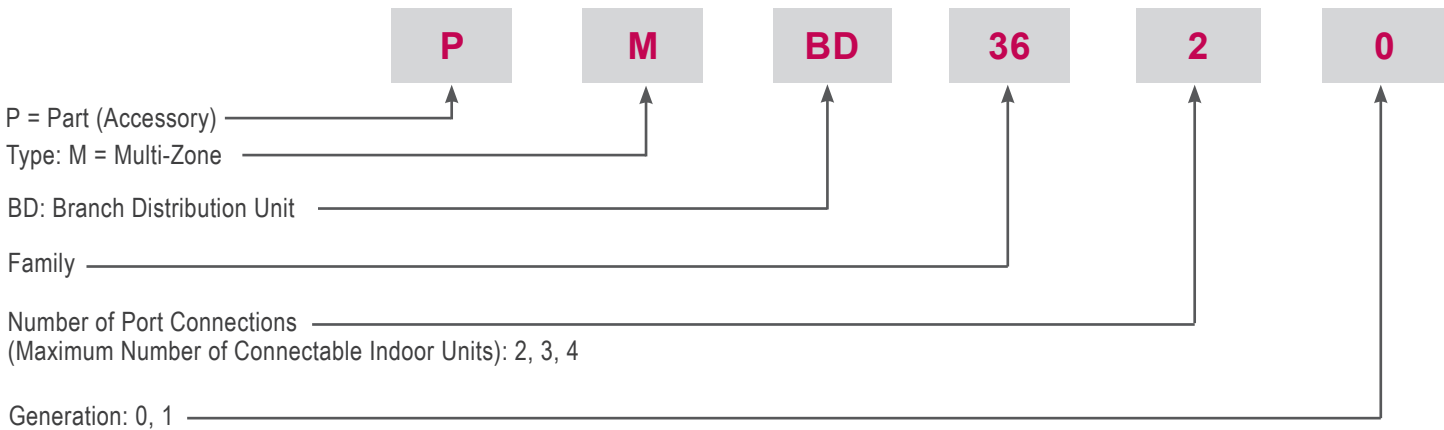 P M BD 36 2 0
P = Part (Accessory)
Type: M = Multi-Zone
BD: Branch Distribution Unit
Family
Number of Port Connections
(Maximum Number of Connectable Indoor Units): 2, 3, 4
Generation: 0, 1